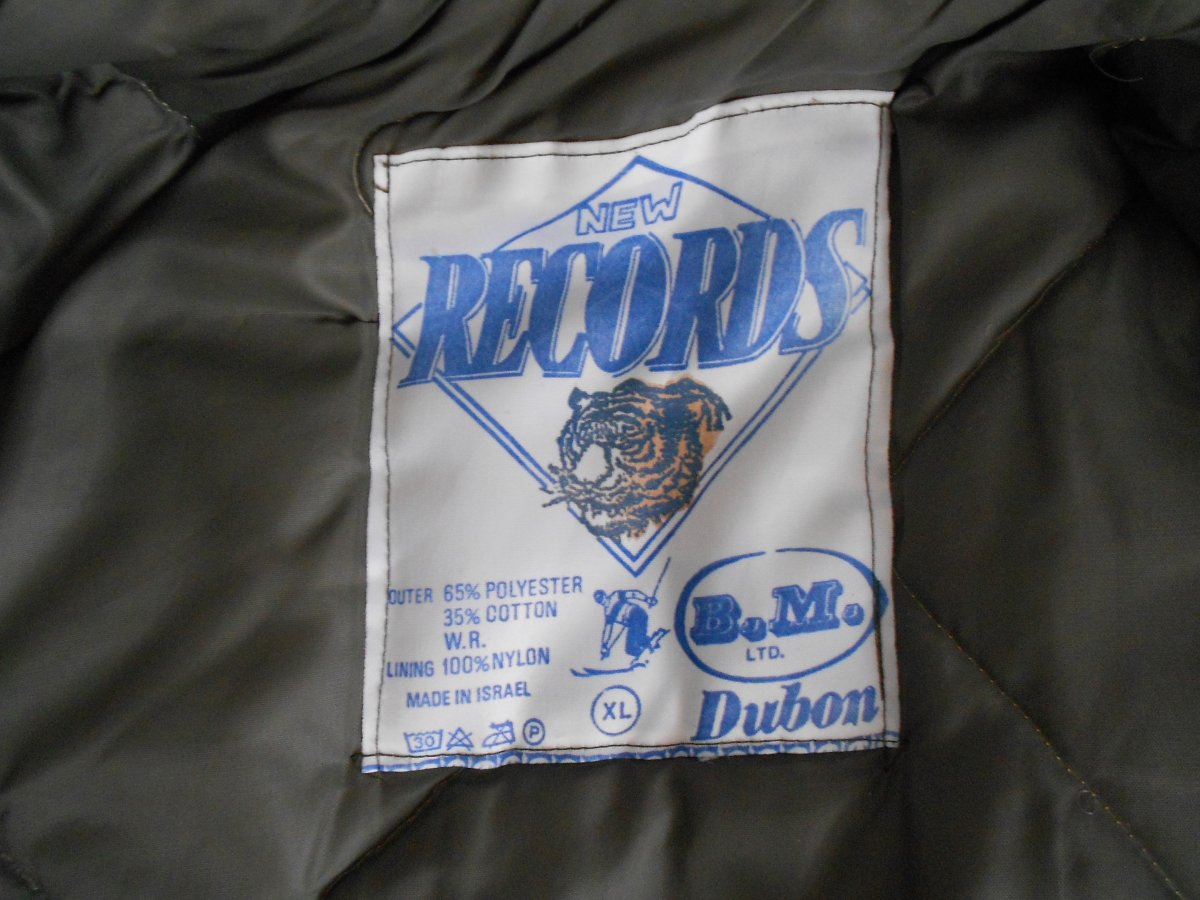 NEW
RECORDS
OUTER 65% POLYESTER
35% COTTON
W.R.
LINING 100% NYLON
MADE IN ISRAEL
30 P
XL
B.M.
LTD.
Dubon